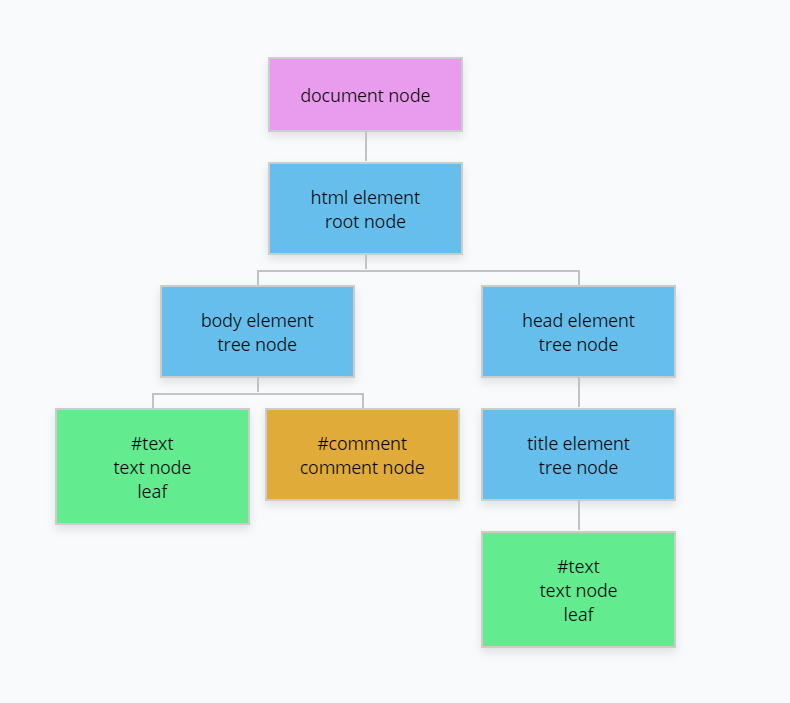 document node
html element
root node
body element
tree node
head element
tree node
#text
text node
leaf
#comment
comment node
title element
tree node
#text
text node
leaf